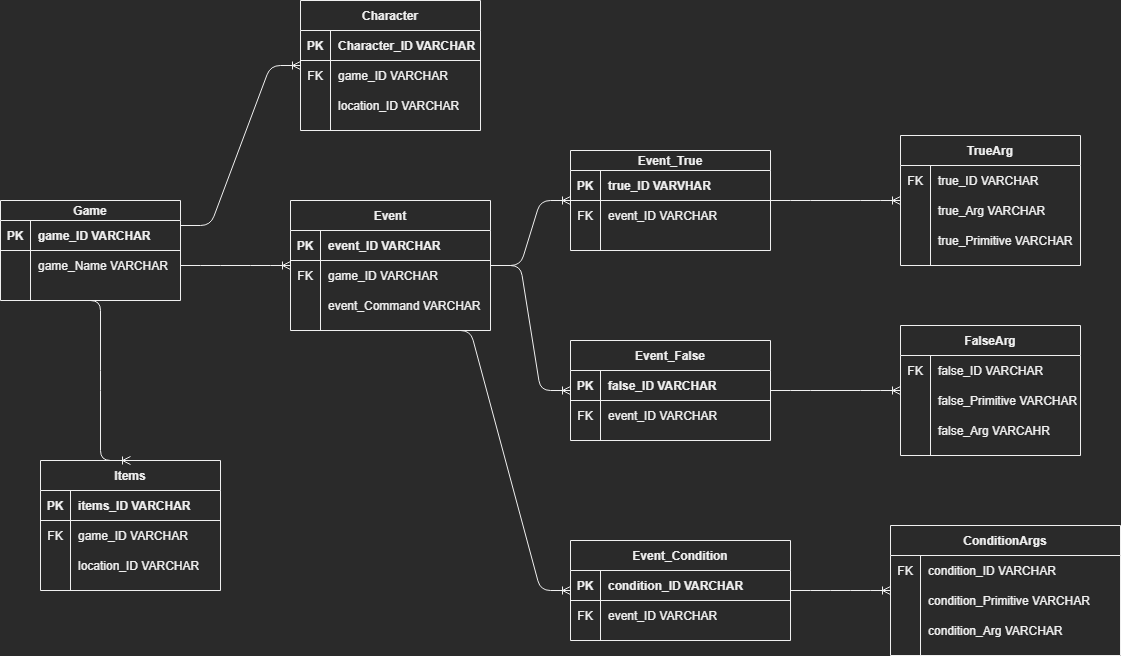 Character
PK Character_ID VARCHAR
FK game_ID VARCHAR
location_ID VARCHAR
Game
PK game_ID VARCHAR
game_Name VARCHAR
Event
PK event_ID VARCHAR
FK game_ID VARCHAR
event_Command VARCHAR
Event_True
PK true_ID VARVHAR
FK event_ID VARCHAR
TrueArg
FK true_ID VARCHAR
true_Arg VARCHAR
true_Primitive VARCHAR
Event_False
PK false_ID VARCHAR
FK event_ID VARCHAR
FalseArg
FK false_ID VARCHAR
false_Primitive VARCHAR
false_Arg VARCAHR
Items
PK items_ID VARCHAR
FK game_ID VARCHAR
location_ID VARCHAR
Event_Condition
PK condition_ID VARCHAR
FK event_ID VARCHAR
ConditionArgs
FK condition_ID VARCHAR
condition_Primitive VARCHAR
condition_Arg VARCHAR